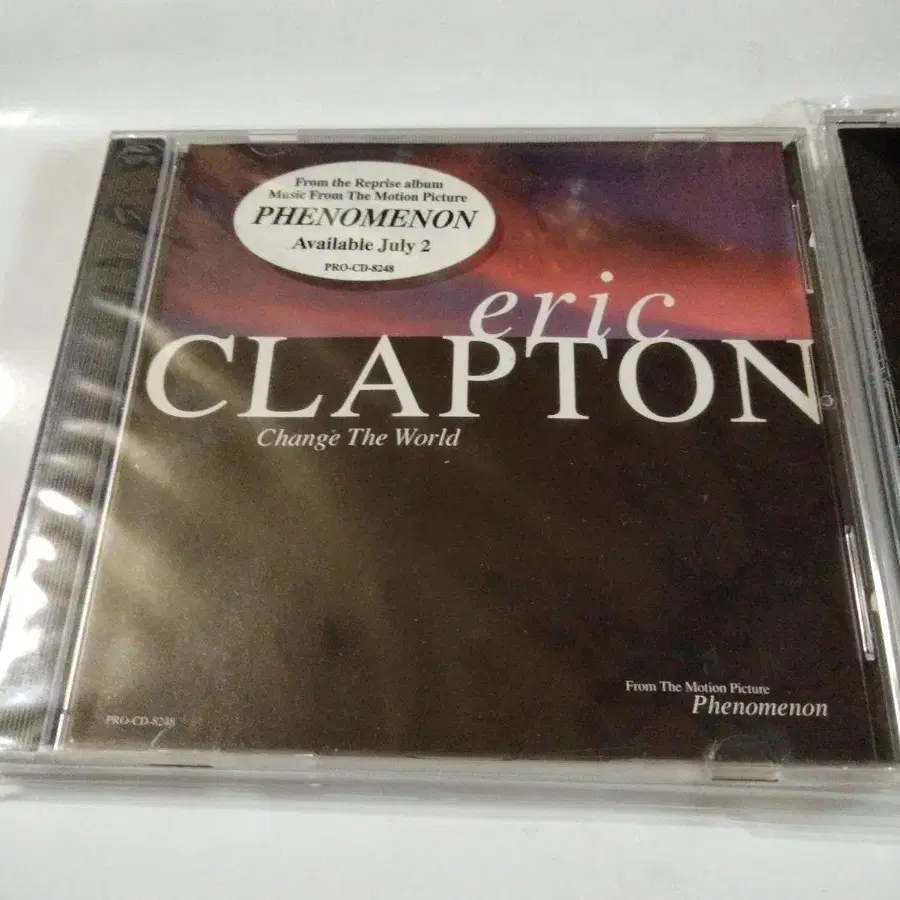 From the Reprise album
Music From The Motion Picture
PHENOMENON
Available July 2
PRO-CD-8248
eric
CLAPTON
Change The World
From The Motion Picture
Phenomenon
PRO-CD-8248